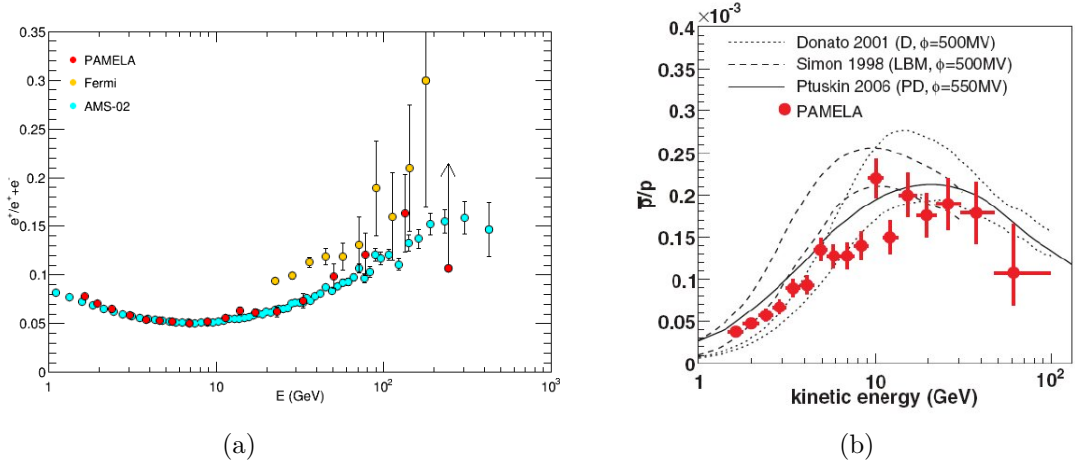 0.35
0.3
0.25
0.2
0.15
0.1
0.05
0
e⁺/e⁺+e⁻
PAMELA
Fermi
AMS-02
1
10
10²
10³
E (GeV)
(a)
×10⁻³
0.4
0.35
0.3
0.25
0.2
0.15
0.1
0.05
0
p̅/p
Donato 2001 (D, ϕ=500MV)
Simon 1998 (LBM, ϕ=500MV)
Ptuskin 2006 (PD, ϕ=550MV)
PAMELA
1
10
10²
kinetic energy (GeV)
(b)